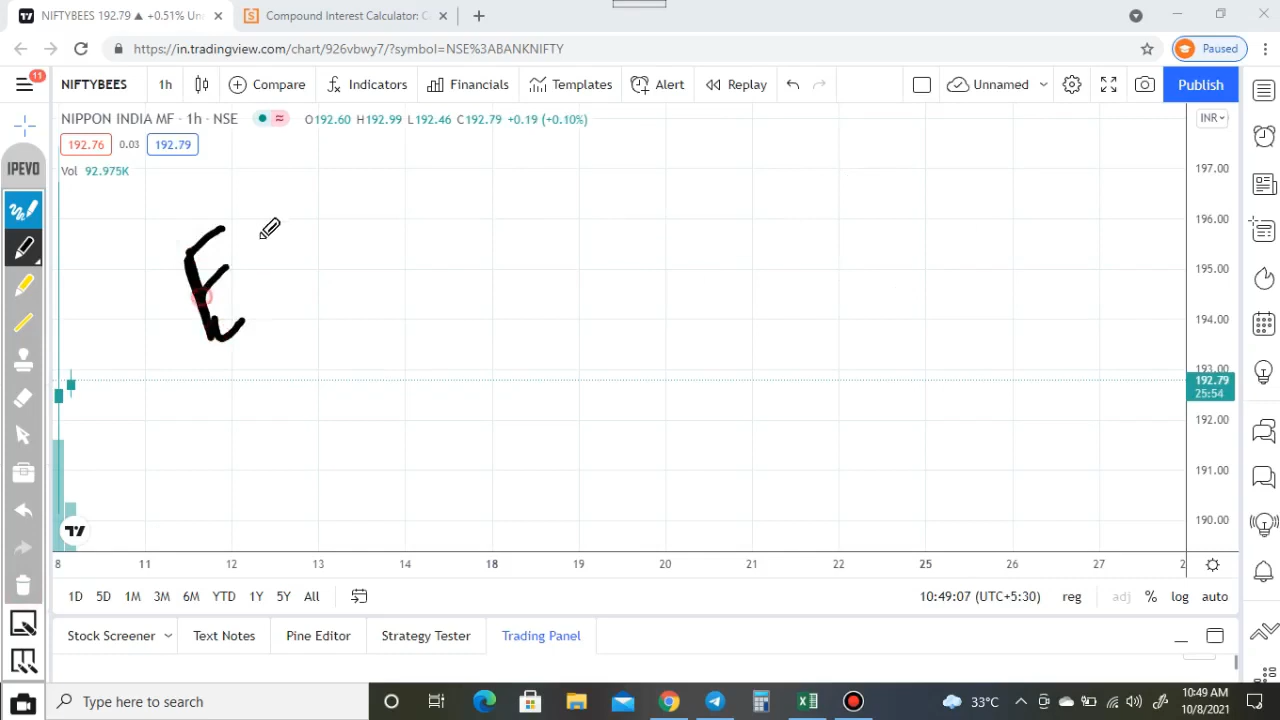 NIFTYBEES 192.79 ▲ +0.51% Un
Compound Interest Calculator: C
https://in.tradingview.com/chart/926vbwy7/?symbol=NSE%3ABANKNIFTY
Paused
11
NIFTYBEES 1h Compare Indicators Financials Templates Alert Replay Unnamed Publish
NIPPON INDIA MF · 1h · NSE O192.60 H192.99 L192.46 C192.79 +0.19 (+0.10%)
INR
192.76 0.03 192.79
IPEVO
Vol 92.975K
E
197.00
196.00
195.00
194.00
193.00
192.79
25:54
192.00
191.00
190.00
8 11 12 13 14 18 19 20 21 22 25 26 27 2
1D 5D 1M 3M 6M YTD 1Y 5Y All 10:49:07 (UTC+5:30) reg adj % log auto
Stock Screener Text Notes Pine Editor Strategy Tester Trading Panel
Type here to search
33°C
10:49 AM
10/8/2021